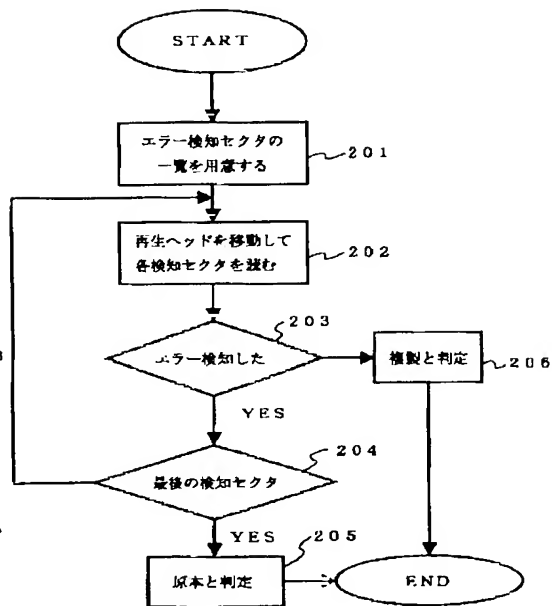 START
エラー検知セクタの
一覧を用意する
201
再生ヘッドを移動して
各検知セクタを読む
202
203
エラー検知した
複製と判定
206
YES
204
最後の検知セクタ
YES
205
原本と判定
END